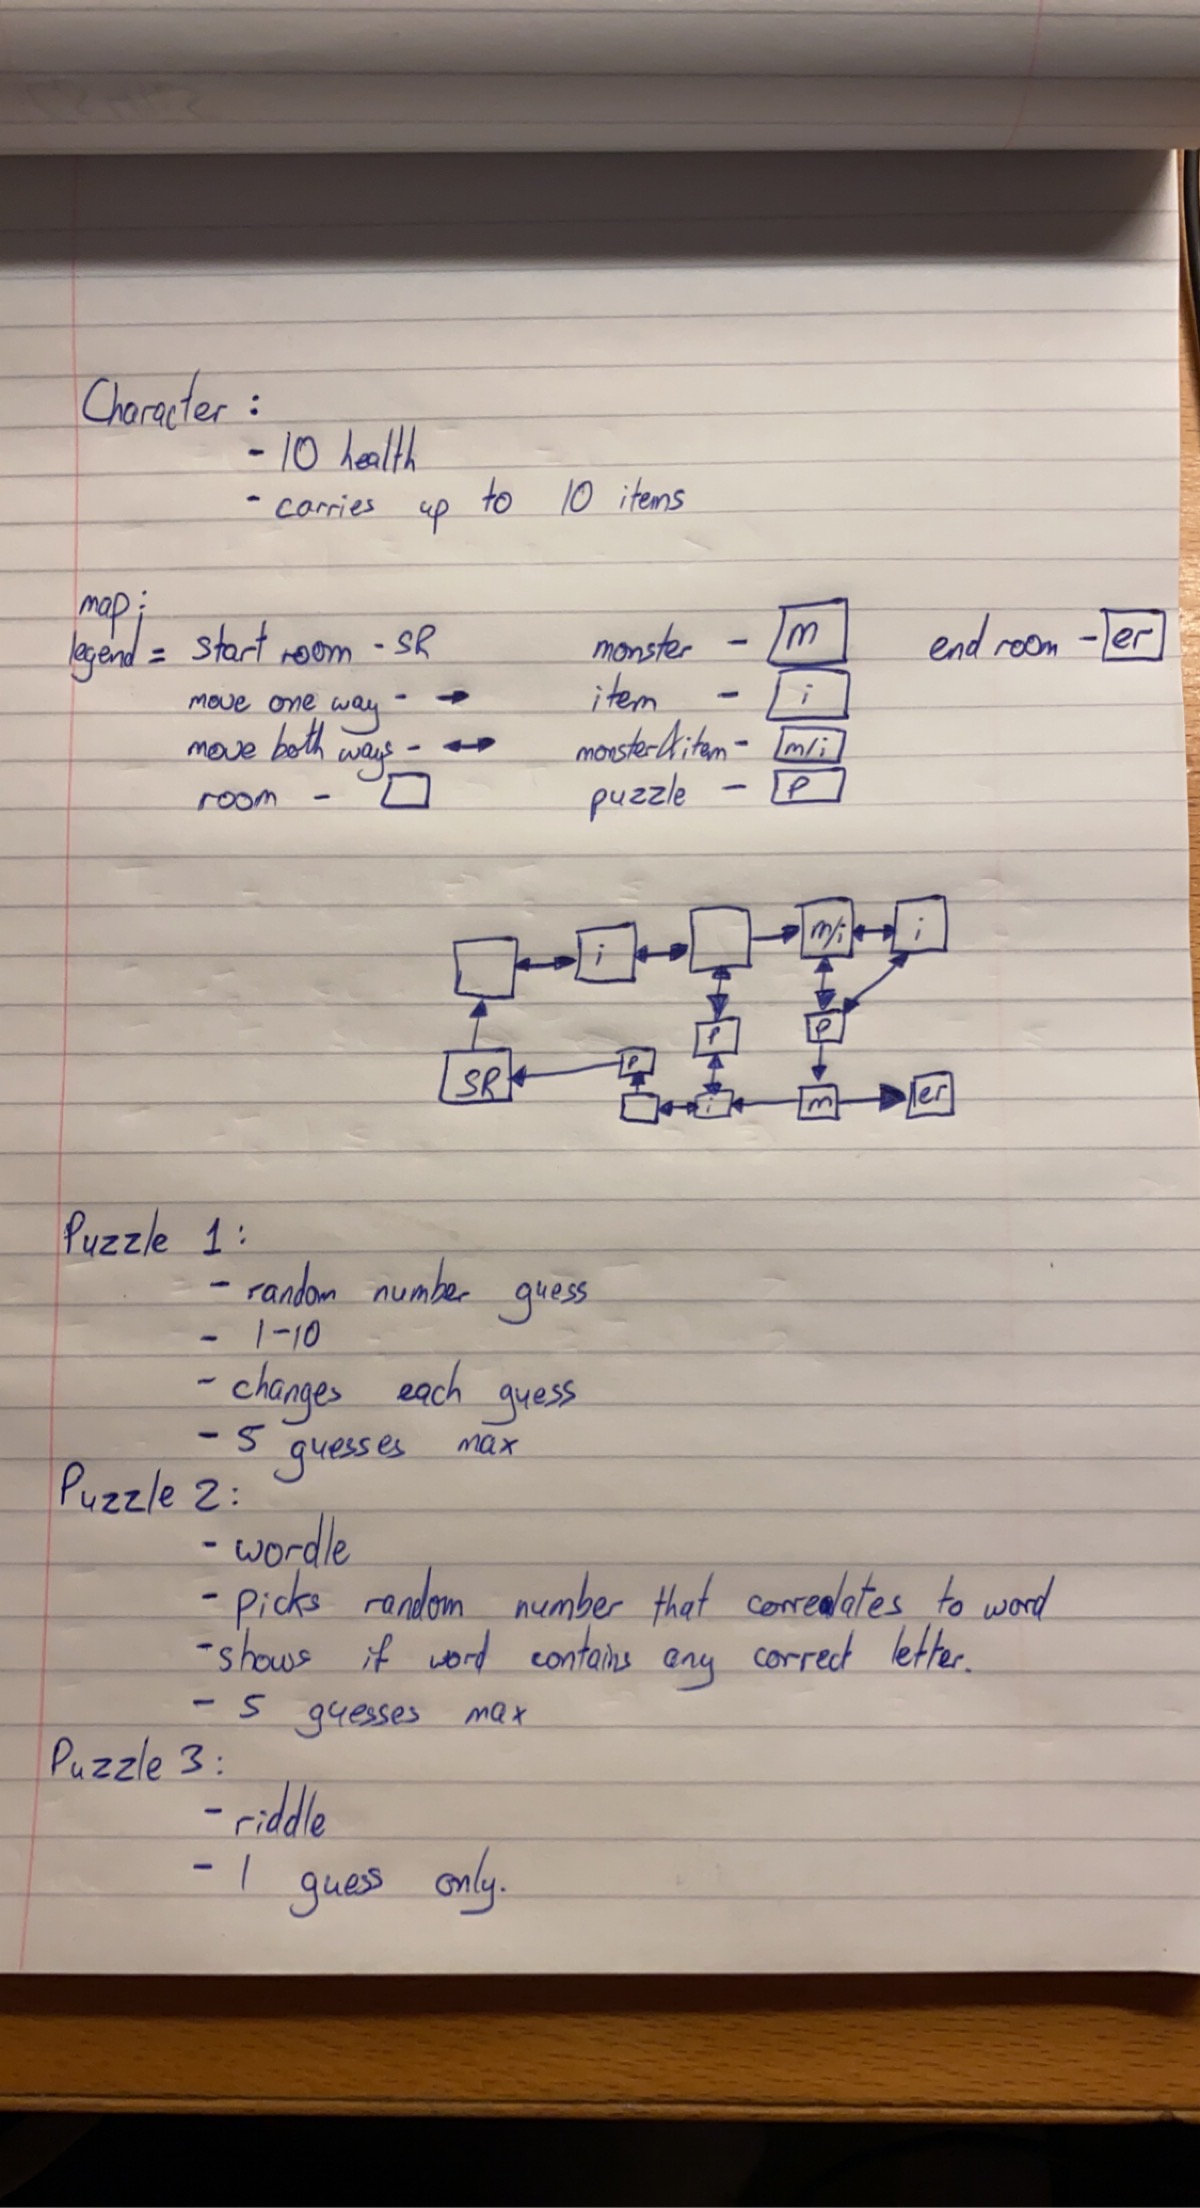 Character :
- 10 health
- carries up to 10 items
map :
legend = start room - SR monster - m end room - er
move one way - → item - i
move both ways - ↔ monster & item - m/i
room - □ puzzle - P
m/i i
i
P P
SR P
i m er
Puzzle 1 :
- random number guess
- 1-10
- changes each guess
- 5 guesses max
Puzzle 2 :
- wordle
- picks random number that correlates to word
- shows if word contains any correct letter.
- 5 guesses max
Puzzle 3 :
- riddle
- 1 guess only.